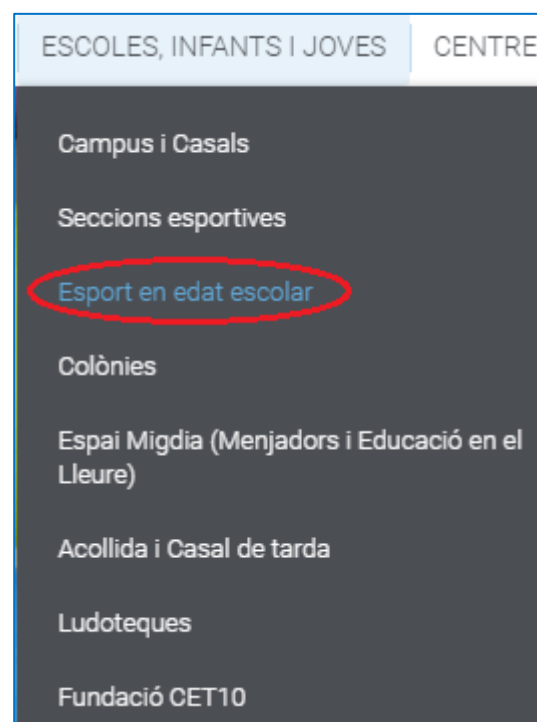 ESCOLES, INFANTS I JOVES CENTRE
Campus i Casals
Seccions esportives
Esport en edat escolar
Colònies
Espai Migdia (Menjadors i Educació en el
Lleure)
Acollida i Casal de tarda
Ludoteques
Fundació CET10